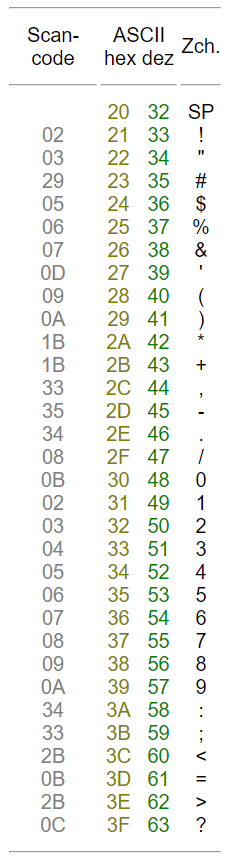 Scan- ASCII Zch.
code hex dez
20 32 SP
02 21 33 !
03 22 34 "
29 23 35 #
05 24 36 $
06 25 37 %
07 26 38 &
0D 27 39 '
09 28 40 (
0A 29 41 )
1B 2A 42 *
1B 2B 43 +
33 2C 44 ,
35 2D 45 -
34 2E 46 .
08 2F 47 /
0B 30 48 0
02 31 49 1
03 32 50 2
04 33 51 3
05 34 52 4
06 35 53 5
07 36 54 6
08 37 55 7
09 38 56 8
0A 39 57 9
34 3A 58 :
33 3B 59 ;
2B 3C 60 <
0B 3D 61 =
2B 3E 62 >
0C 3F 63 ?